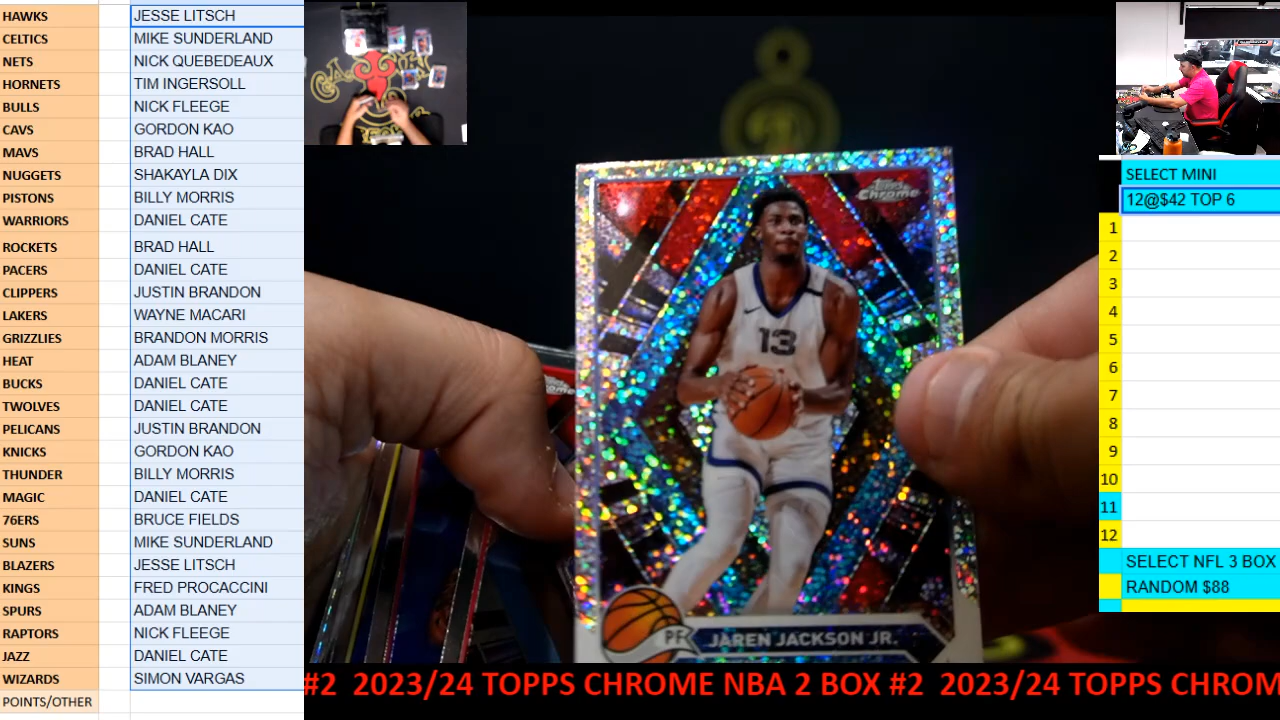 HAWKS JESSE LITSCH
CELTICS MIKE SUNDERLAND
NETS NICK QUEBEDEAUX
HORNETS TIM INGERSOLL
BULLS NICK FLEEGE
CAVS GORDON KAO
MAVS BRAD HALL
NUGGETS SHAKAYLA DIX
PISTONS BILLY MORRIS
WARRIORS DANIEL CATE
ROCKETS BRAD HALL
PACERS DANIEL CATE
CLIPPERS JUSTIN BRANDON
LAKERS WAYNE MACARI
GRIZZLIES BRANDON MORRIS
HEAT ADAM BLANEY
BUCKS DANIEL CATE
TWOLVES DANIEL CATE
PELICANS JUSTIN BRANDON
KNICKS GORDON KAO
THUNDER BILLY MORRIS
MAGIC DANIEL CATE
76ERS BRUCE FIELDS
SUNS MIKE SUNDERLAND
BLAZERS JESSE LITSCH
KINGS FRED PROCACCINI
SPURS ADAM BLANEY
RAPTORS NICK FLEEGE
JAZZ DANIEL CATE
WIZARDS SIMON VARGAS
POINTS/OTHER
Topps
Chrome
13
PF JAREN JACKSON JR.
SELECT MINI
12@$42 TOP 6
1
2
3
4
5
6
7
8
9
10
11
12
SELECT NFL 3 BOX
RANDOM $88
#2 2023/24 TOPPS CHROME NBA 2 BOX #2 2023/24 TOPPS CHROM